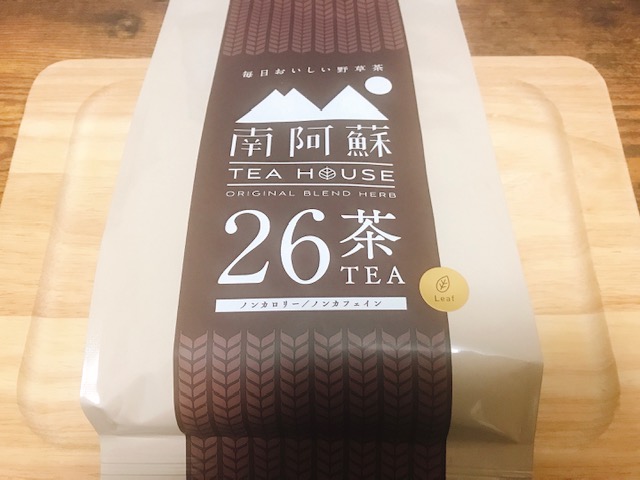 毎日おいしい野草茶
南阿蘇
TEA HOUSE
ORIGINAL BLEND HERB
26茶
TEA
ノンカロリー/ノンカフェイン
Leaf